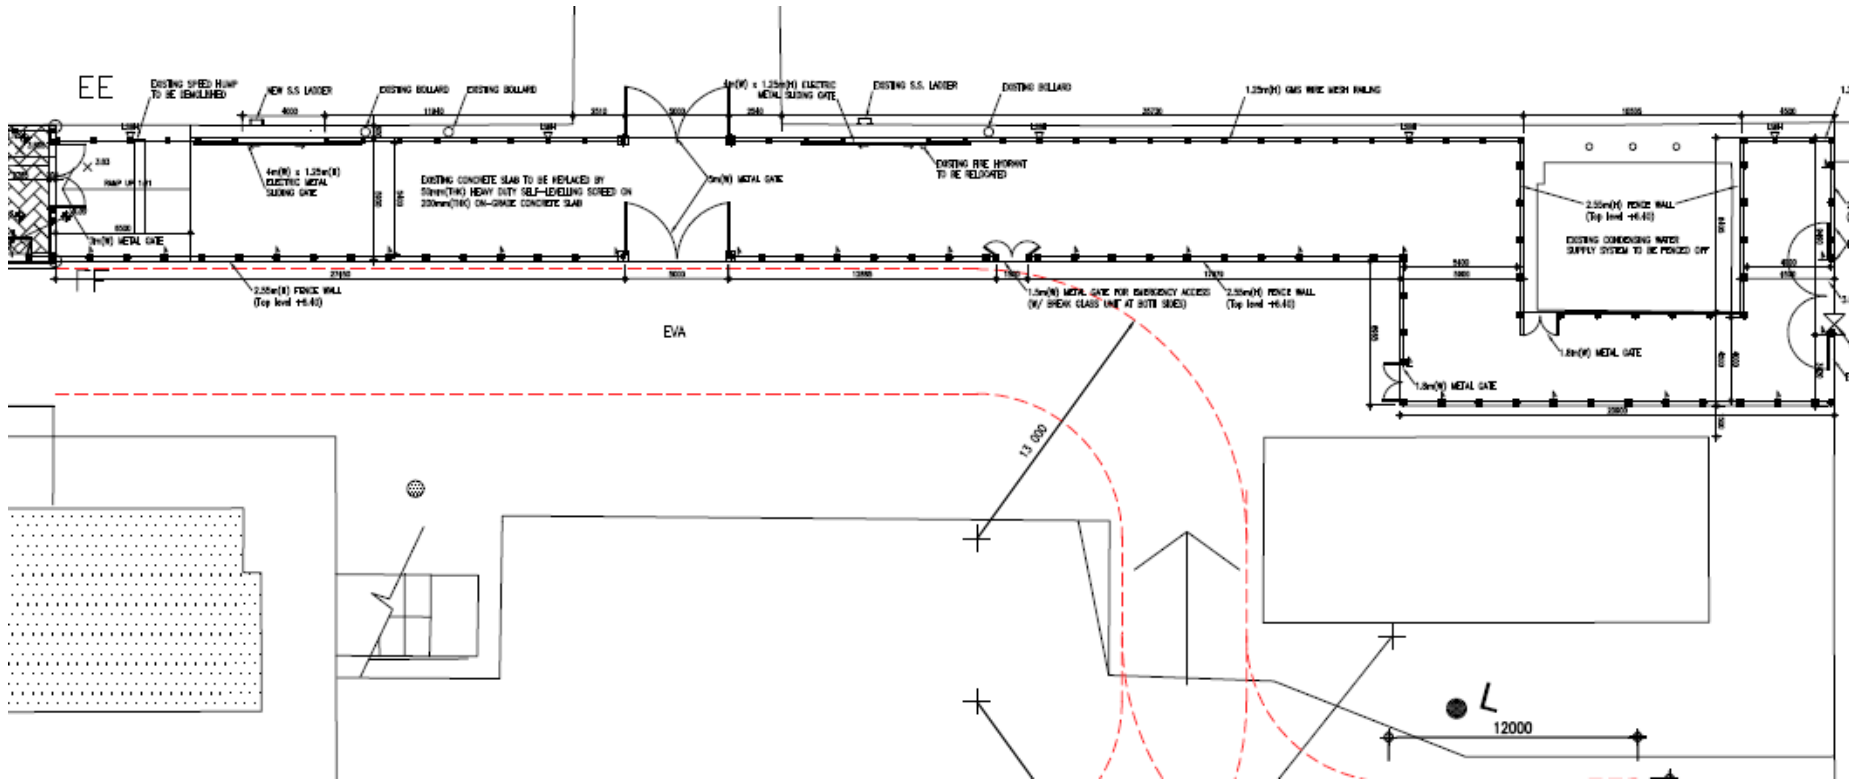 EE
EXISTING SPEED HUMP
TO BE DEMOLISHED
NEW S.S LADDER
EXISTING BOLLARD
EXISTING BOLLARD
4m(W) x 1.25m(H) ELECTRIC
METAL SLIDING GATE
EXISTING S.S. LADDER
EXISTING BOLLARD
1.25m(H) GMS WIRE MESH RAILING
4000
5000
2540
4500
4m(W) x 1.25m(H)
ELECTRIC METAL
SLIDING GATE
EXISTING CONCRETE SLAB TO BE REPLACED BY
50mm(THK) HEAVY DUTY SELF-LEVELLING SCREED ON
200mm(THK) ON-GRADE CONCRETE SLAB
5m(W) METAL GATE
EXISTING FIRE HYDRANT
TO BE RELOCATED
2.55m(H) FENCE WALL
(Top level +6.40)
EXISTING CONDENSING WATER
SUPPLY SYSTEM TO BE FENCED OFF
METAL GATE
5000
2.55m(H) FENCE WALL
(Top level +6.40)
1.5m(W) METAL GATE FOR EMERGENCY ACCESS
(W/ BREAK GLASS UNIT AT BOTH SIDES)
2.55m(H) FENCE WALL
(Top level +6.40)
EVA
1.8m(W) METAL GATE
1.8m(W) METAL GATE
13 000
L
12000